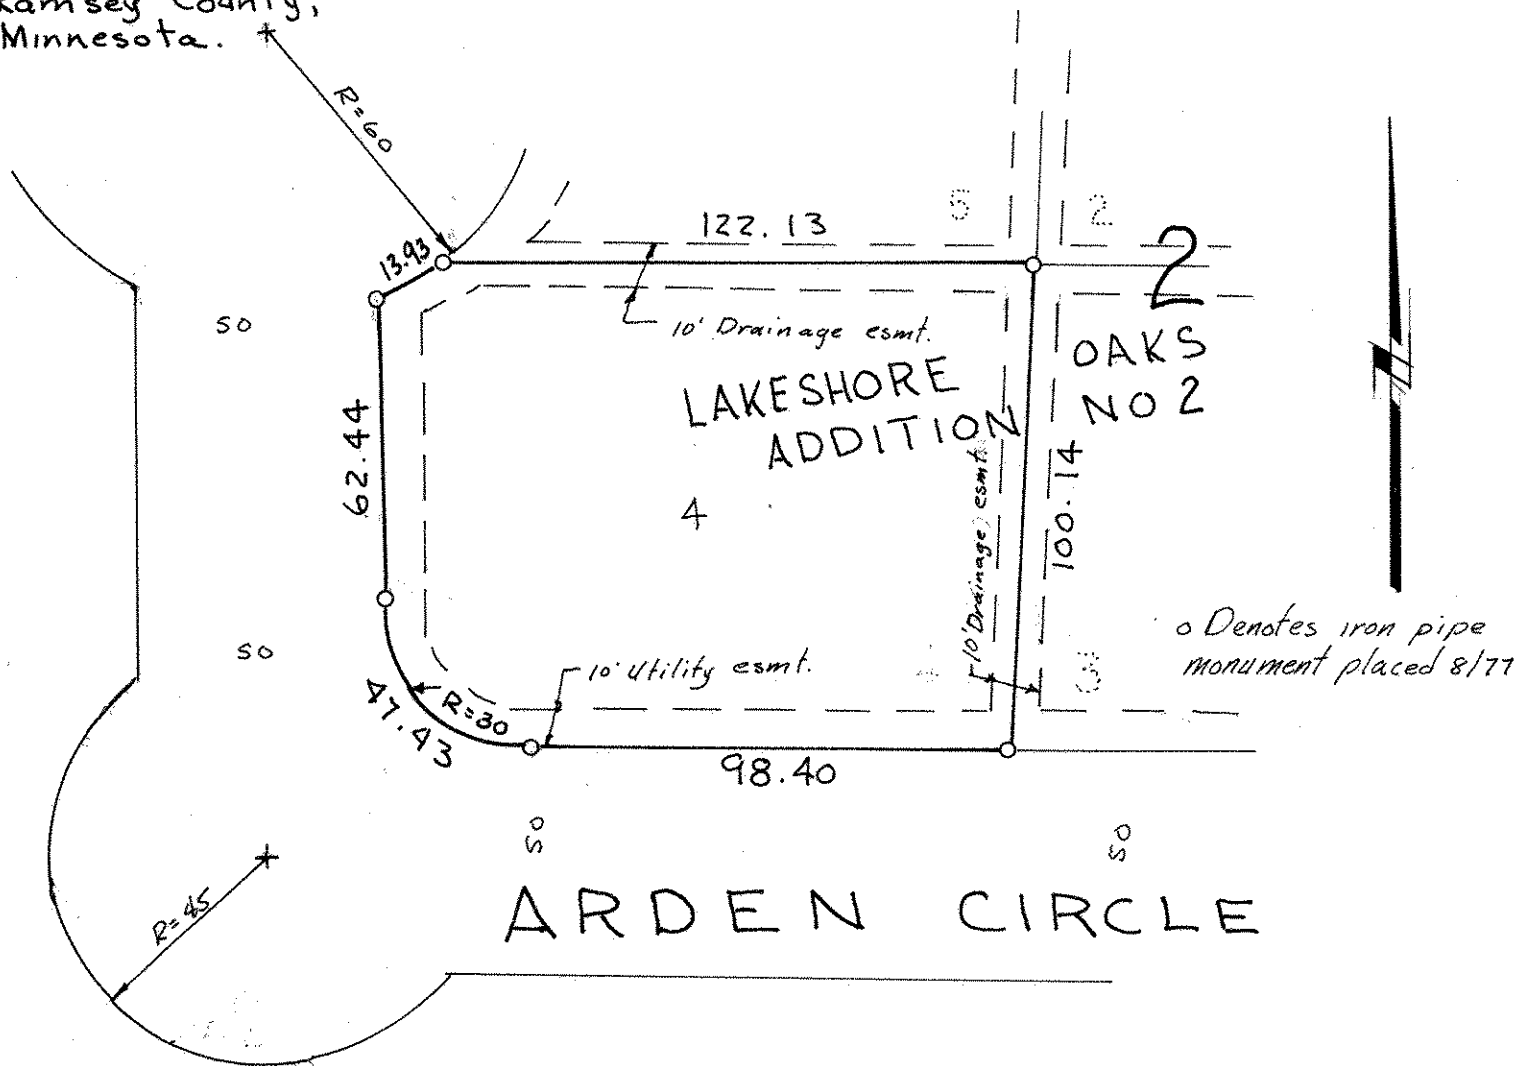 Ramsey County,
Minnesota.
R=60
5
2
122.13
13.93
2
50
10' Drainage esmt.
OAKS
NO 2
LAKESHORE
ADDITION
62.44
4
10' Drainage esmt.
100.14
o Denotes iron pipe
monument placed 8/77
50
10' Utility esmt.
3
R=30
47.43
98.40
50
50
R=45
ARDEN CIRCLE